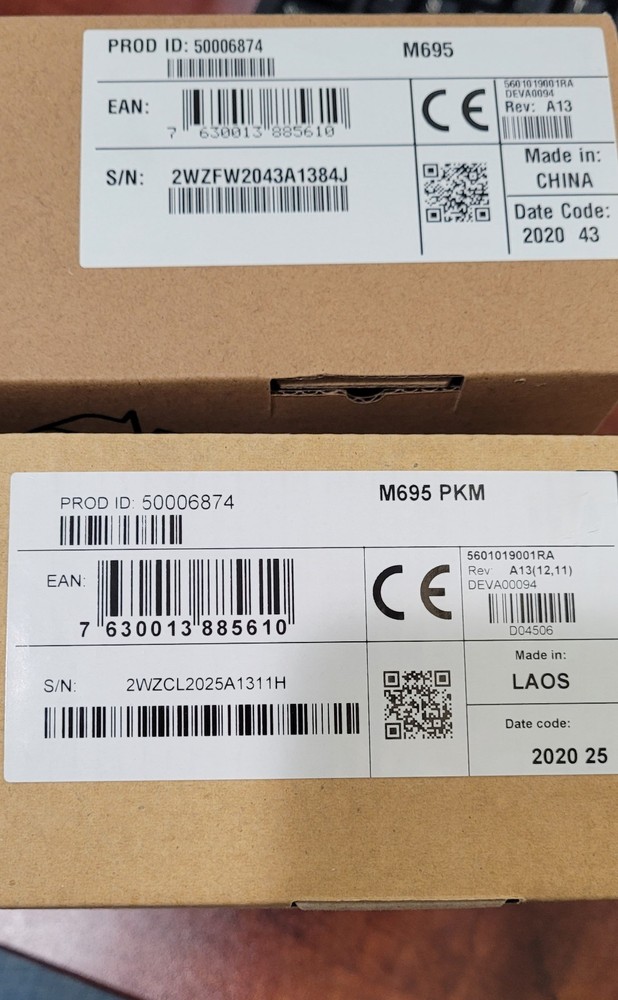 PROD ID: 50006874
M695
EAN:
7 630013 885610
CE
5601019001RA
DEVA0094
Rev: A13
S/N: 2WZFW2043A1384J
Made in:
CHINA
Date Code:
2020 43
PROD ID: 50006874
M695 PKM
EAN:
7 630013 885610
CE
5601019001RA
Rev: A13(12,11)
DEVA00094
D04506
S/N: 2WZCL2025A1311H
Made in:
LAOS
Date code:
2020 25